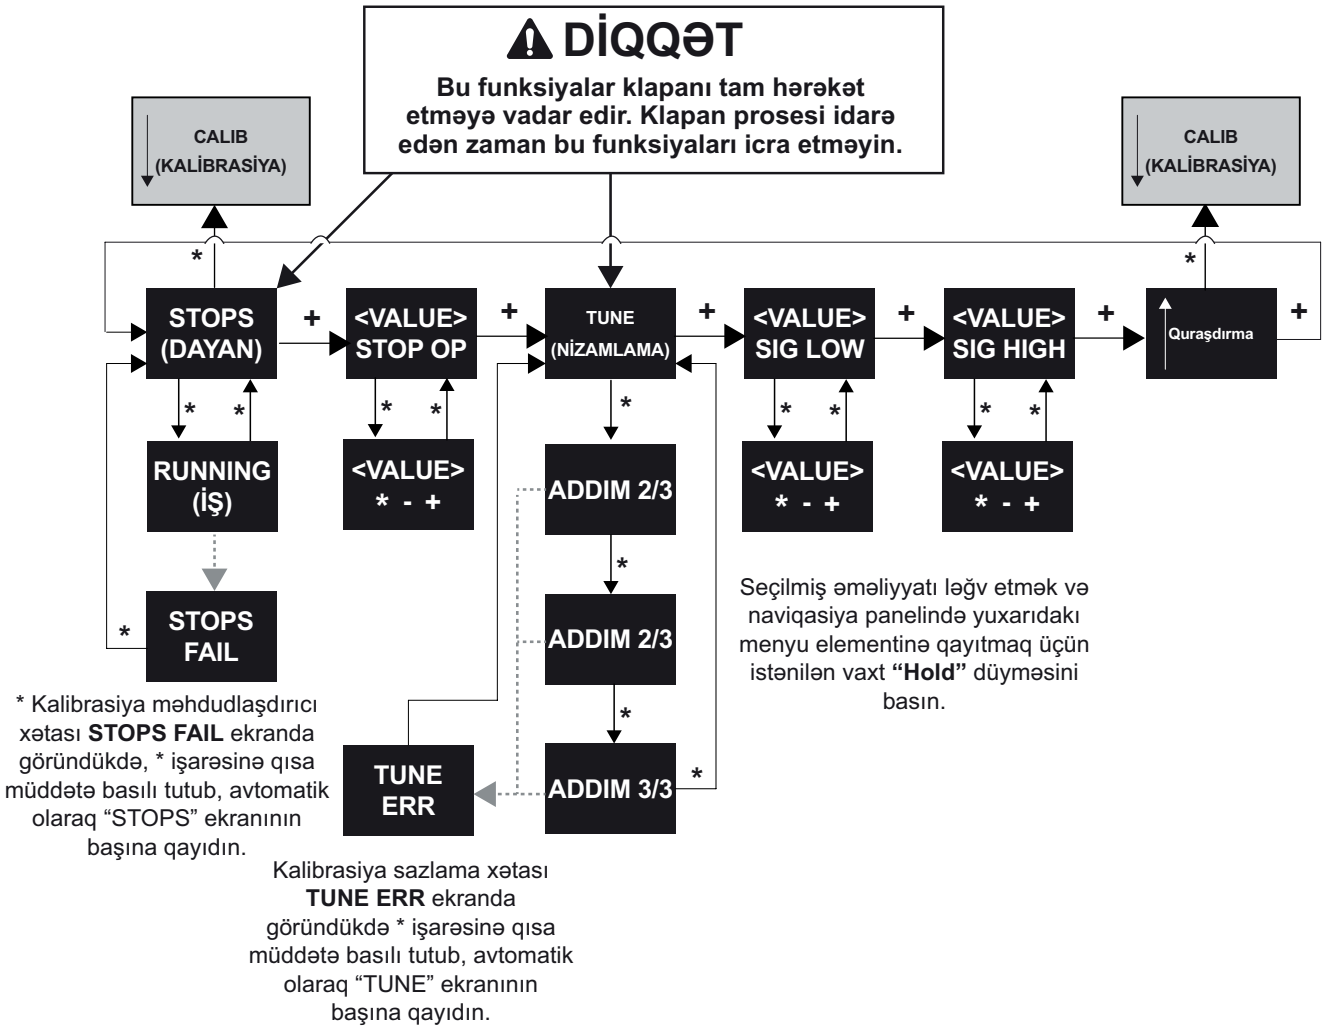 DİQQƏT
Bu funksiyalar klapanı tam hərəkət
etməyə vadar edir. Klapan prosesi idarə
edən zaman bu funksiyaları icra etməyin.
CALIB
(KALİBRASİYA)
CALIB
(KALİBRASİYA)
*
*
STOPS
(DAYAN)
+
<VALUE>
STOP OP
+
TUNE
(NİZAMLAMA)
+
<VALUE>
SIG LOW
+
<VALUE>
SIG HIGH
+
Quraşdırma
+
*
*
*
*
*
*
*
*
*
RUNNING
(İŞ)
<VALUE>
* - +
ADDIM 2/3
<VALUE>
* - +
<VALUE>
* - +
*
STOPS
FAIL
*
ADDIM 2/3
Seçilmiş əməliyyatı ləğv etmək və
naviqasiya panelində yuxarıdakı
menyu elementinə qayıtmaq üçün
istənilən vaxt “Hold” düyməsini
basın.
* Kalibrasiya məhdudlaşdırıcı
xətası STOPS FAIL ekranda
göründükdə, * işarəsinə qısa
müddətə basılı tutub, avtomatik
olaraq “STOPS” ekranının
başına qayıdın.
*
TUNE
ERR
ADDIM 3/3
*
Kalibrasiya sazlama xətası
TUNE ERR ekranda
göründükdə * işarəsinə qısa
müddətə basılı tutub, avtomatik
olaraq “TUNE” ekranının
başına qayıdın.